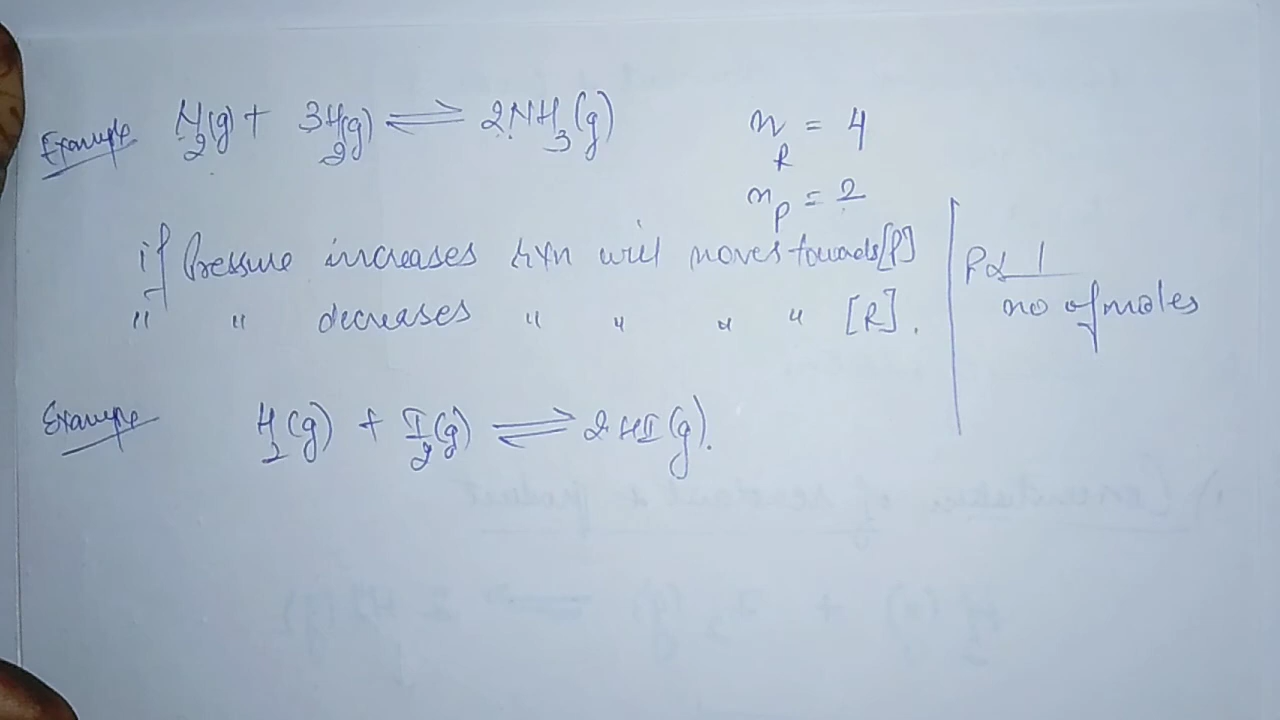 Example N2(g) + 3H2(g) ⇌ 2NH3(g)
nR = 4
nP = 2
if Pressure increases rxn will moves towards [P]
" " decreases " " " " [R].
P α 1/no of moles
Example H2(g) + I2(g) ⇌ 2HI(g).